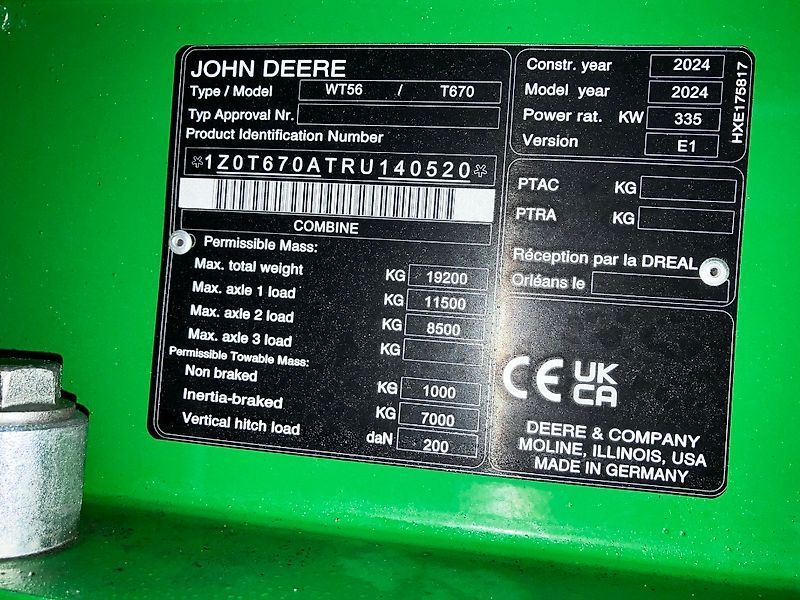 JOHN DEERE
Type / Model WT56 / T670
Typ Approval Nr.
Product Identification Number
*1Z0T670ATRU140520*
COMBINE
Permissible Mass:
Max. total weight KG 19200
Max. axle 1 load KG 11500
Max. axle 2 load KG 8500
Max. axle 3 load KG
Permissible Towable Mass:
Non braked KG 1000
Inertia-braked KG 7000
Vertical hitch load daN 200
Constr. year 2024
Model year 2024
Power rat. KW 335
Version E1
HXE175817
PTAC KG
PTRA KG
Réception par la DREAL
Orléans le
CE UK
CA
DEERE & COMPANY
MOLINE, ILLINOIS, USA
MADE IN GERMANY